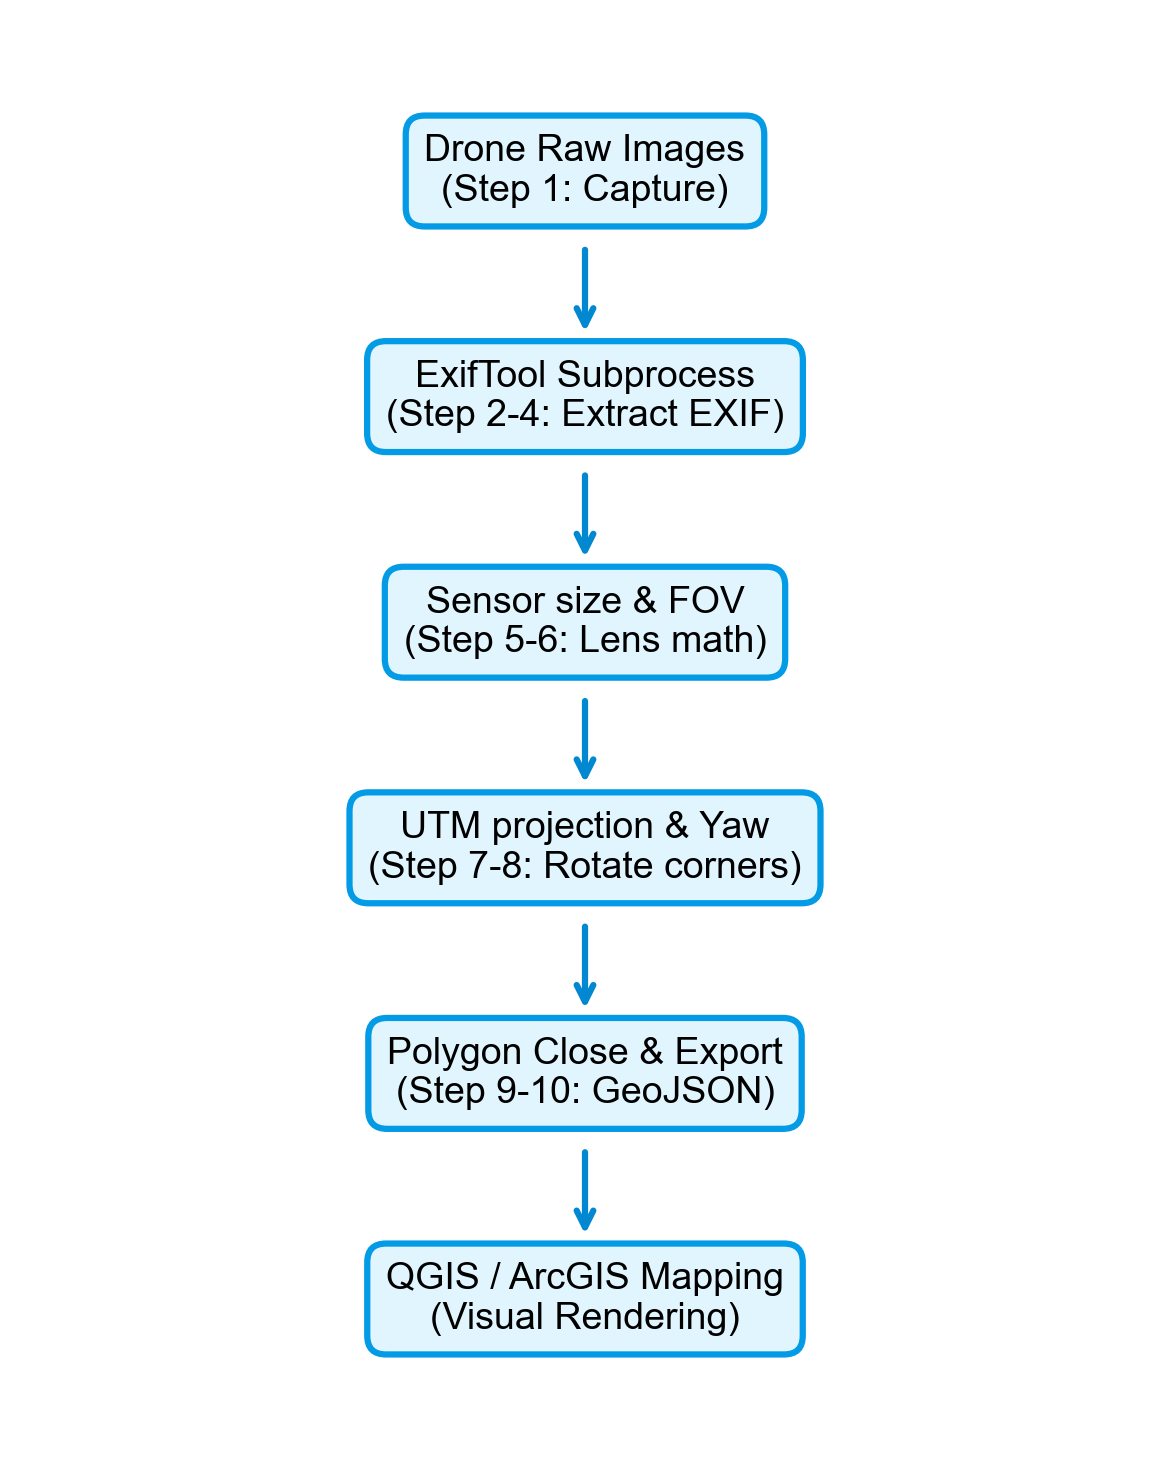 Drone Raw Images
(Step 1: Capture)
ExifTool Subprocess
(Step 2-4: Extract EXIF)
Sensor size & FOV
(Step 5-6: Lens math)
UTM projection & Yaw
(Step 7-8: Rotate corners)
Polygon Close & Export
(Step 9-10: GeoJSON)
QGIS / ArcGIS Mapping
(Visual Rendering)